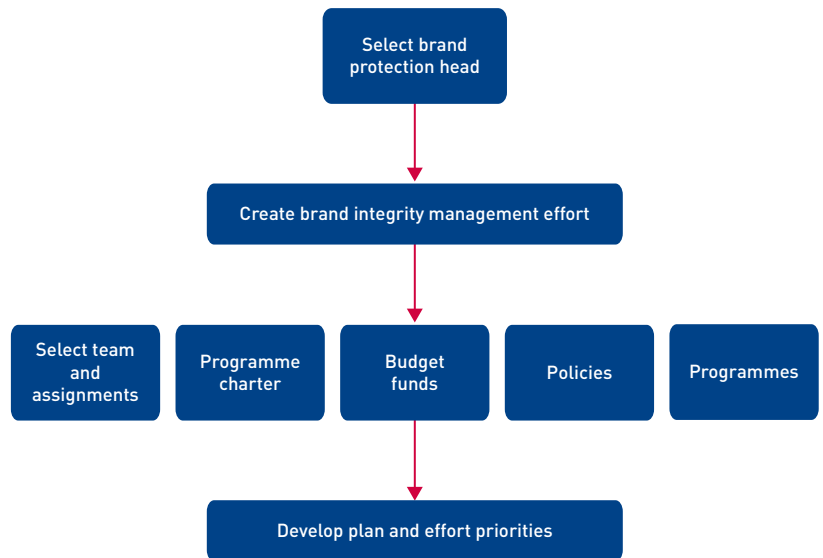 Select brand
protection head
Create brand integrity management effort
Select team
and
assignments
Programme
charter
Budget
funds
Policies
Programmes
Develop plan and effort priorities